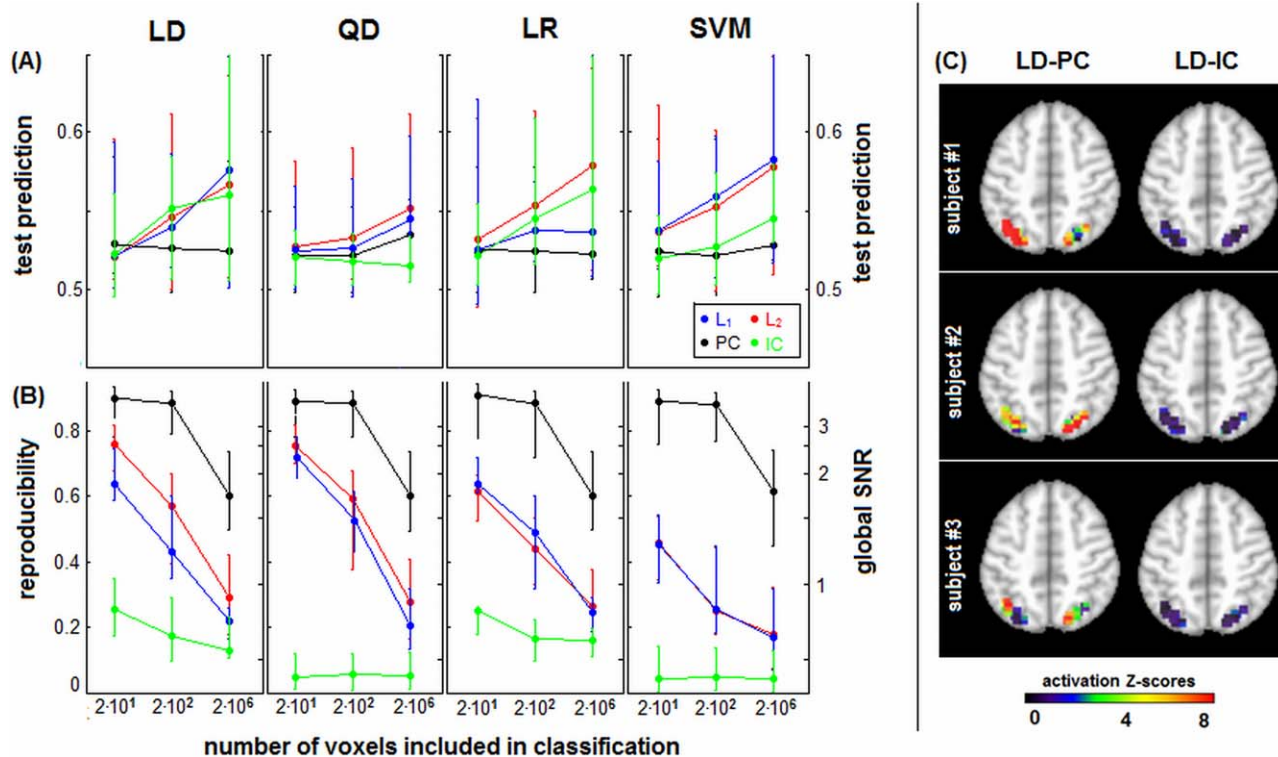 LD QD LR SVM
(A)
test prediction
0.6
0.5
0.6
0.5
test prediction
L₁ L₂
PC IC
(B)
reproducibility
0.8
0.6
0.4
0.2
0
3
2
1
global SNR
2·10¹ 2·10² 2·10⁶ 2·10¹ 2·10² 2·10⁶ 2·10¹ 2·10² 2·10⁶ 2·10¹ 2·10² 2·10⁶
number of voxels included in classification
(C) LD-PC LD-IC
subject #1
subject #2
subject #3
activation Z-scores
0 4 8